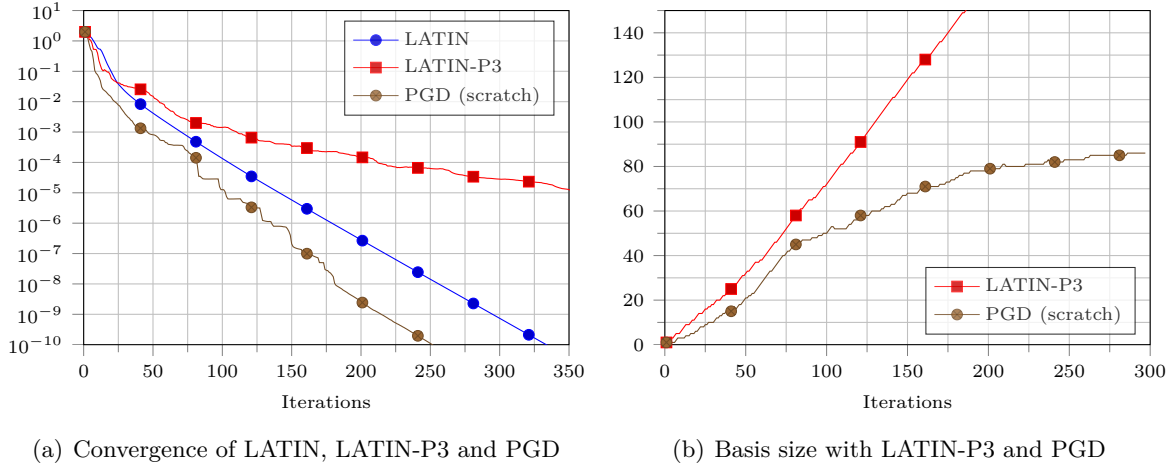 10^1
10^0
10^−1
10^−2
10^−3
10^−4
10^−5
10^−6
10^−7
10^−8
10^−9
10^−10
0 50 100 150 200 250 300 350
Iterations
LATIN
LATIN-P3
PGD (scratch)
(a) Convergence of LATIN, LATIN-P3 and PGD
140
120
100
80
60
40
20
0
0 50 100 150 200 250 300
Iterations
LATIN-P3
PGD (scratch)
(b) Basis size with LATIN-P3 and PGD